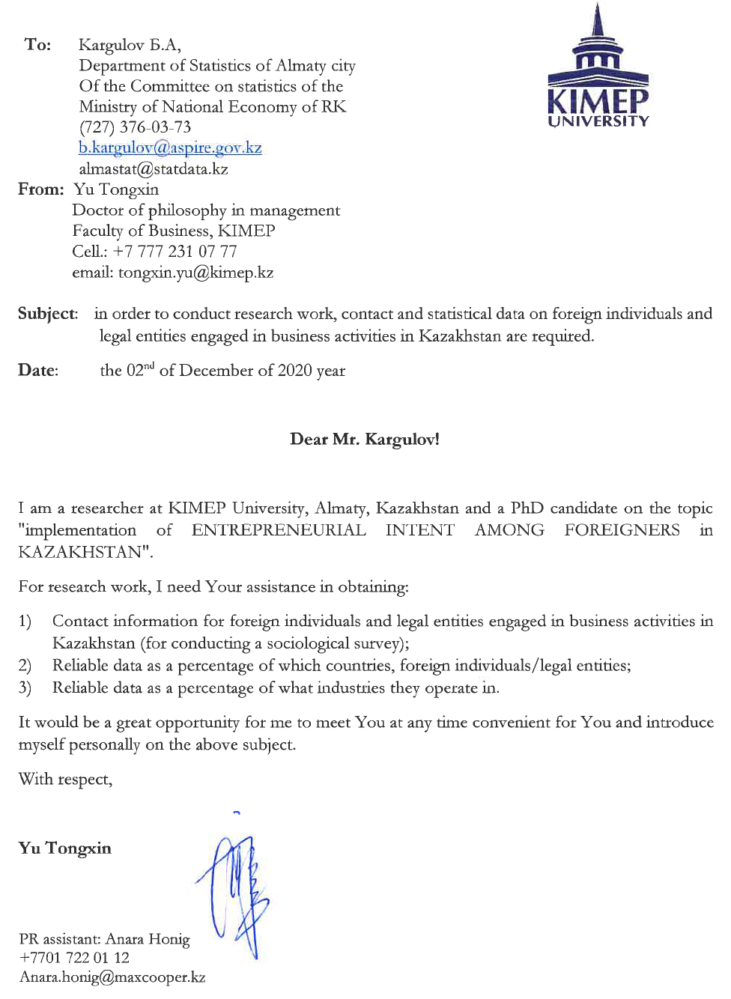 KIMEP
UNIVERSITY
To: Kargulov Б.А,
Department of Statistics of Almaty city
Of the Committee on statistics of the
Ministry of National Economy of RK
(727) 376-03-73
b.kargulov@aspire.gov.kz
almastat@statdata.kz
From: Yu Tongxin
Doctor of philosophy in management
Faculty of Business, KIMEP
Cell.: +7 777 231 07 77
email: tongxin.yu@kimep.kz
Subject: in order to conduct research work, contact and statistical data on foreign individuals and
legal entities engaged in business activities in Kazakhstan are required.
Date: the 02nd of December of 2020 year
Dear Mr. Kargulov!
I am a researcher at KIMEP University, Almaty, Kazakhstan and a PhD candidate on the topic
"implementation of ENTREPRENEURIAL INTENT AMONG FOREIGNERS in
KAZAKHSTAN".
For research work, I need Your assistance in obtaining:
1) Contact information for foreign individuals and legal entities engaged in business activities in
Kazakhstan (for conducting a sociological survey);
2) Reliable data as a percentage of which countries, foreign individuals/legal entities;
3) Reliable data as a percentage of what industries they operate in.
It would be a great opportunity for me to meet You at any time convenient for You and introduce
myself personally on the above subject.
With respect,
Yu Tongxin
PR assistant: Anara Honig
+7701 722 01 12
Anara.honig@maxcooper.kz